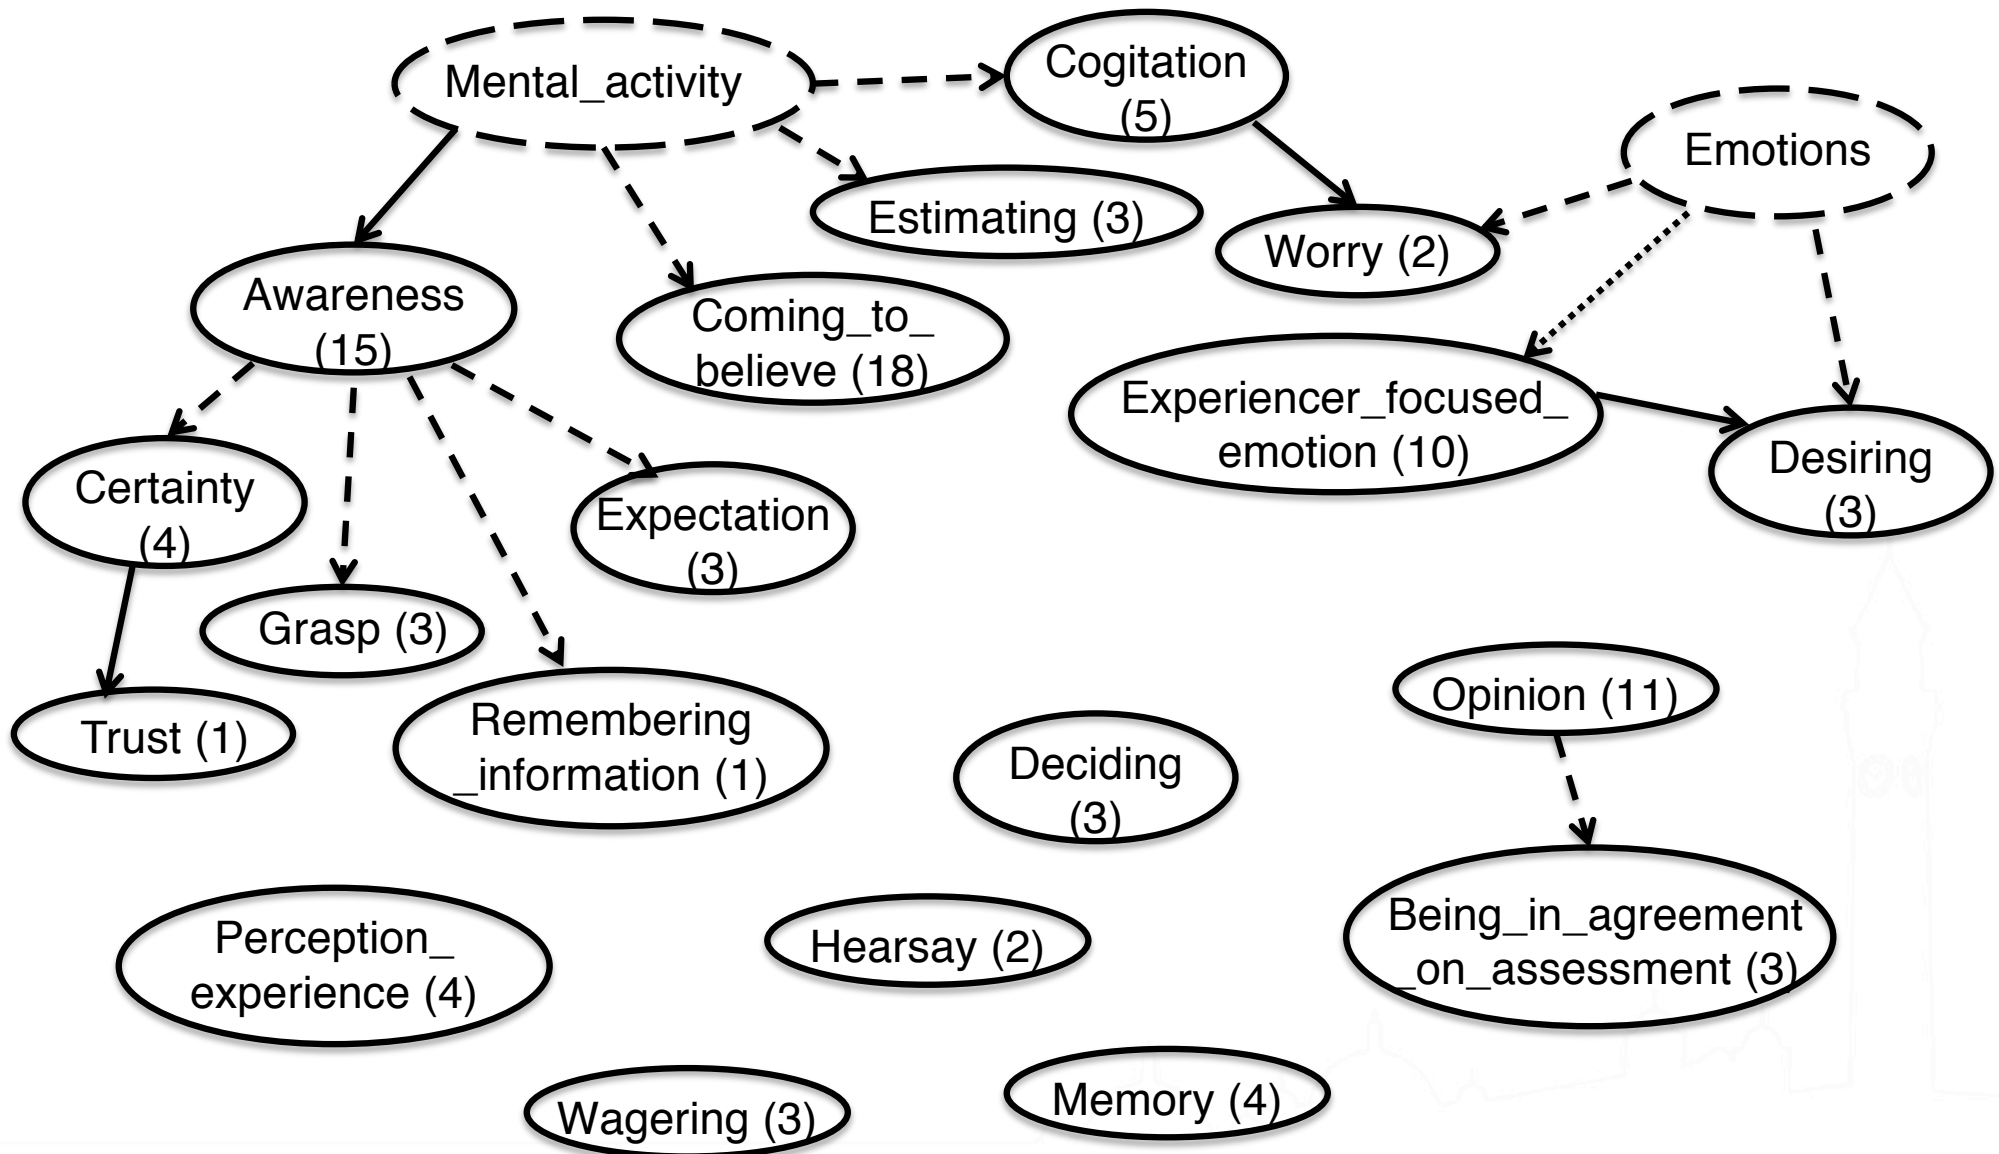 Mental_activity
Cogitation
(5)
Emotions
Estimating (3)
Worry (2)
Awareness
(15)
Coming_to_
believe (18)
Experiencer_focused_
emotion (10)
Desiring
(3)
Certainty
(4)
Expectation
(3)
Grasp (3)
Trust (1)
Remembering
_information (1)
Deciding
(3)
Opinion (11)
Perception_
experience (4)
Hearsay (2)
Being_in_agreement
_on_assessment (3)
Wagering (3)
Memory (4)